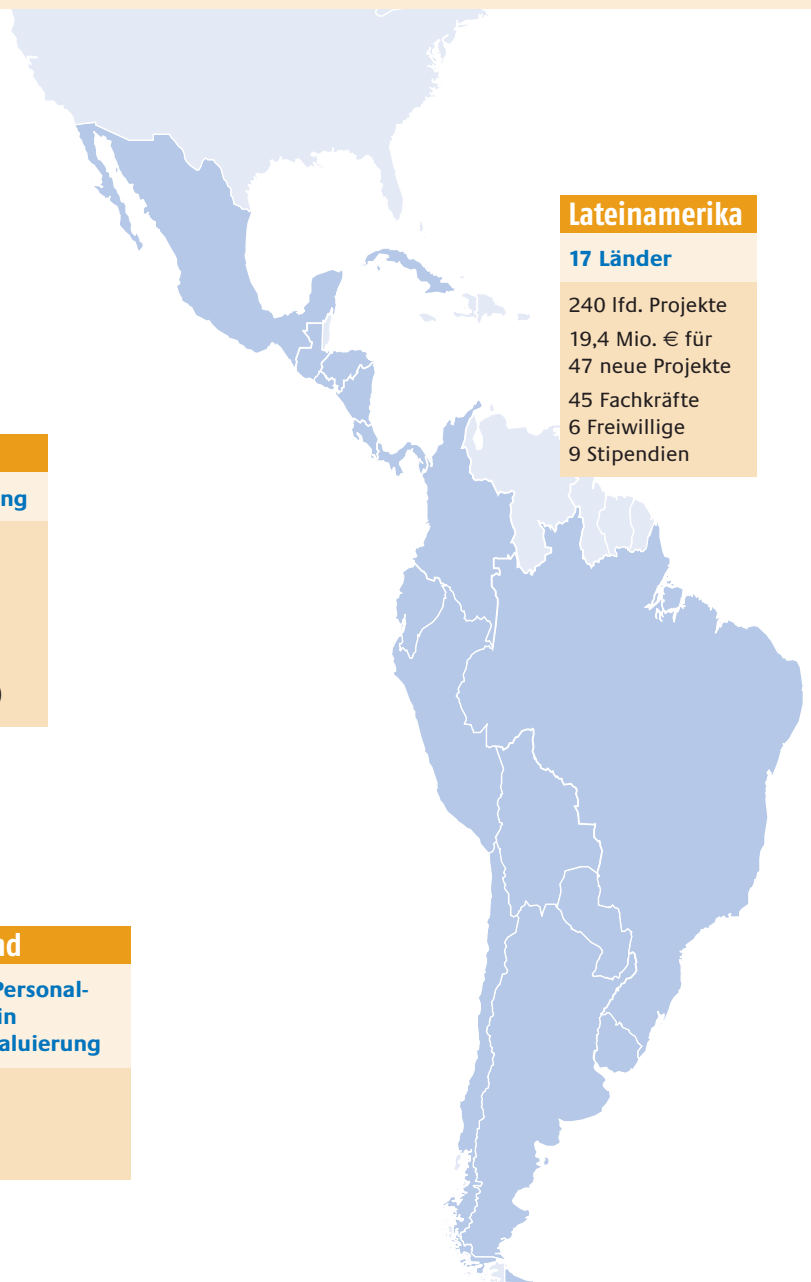 Lateinamerika
17 Länder
240 lfd. Projekte
19,4 Mio. € für
47 neue Projekte
45 Fachkräfte
6 Freiwillige
9 Stipendien
ng
)
nd
Personal-
in
aluierung